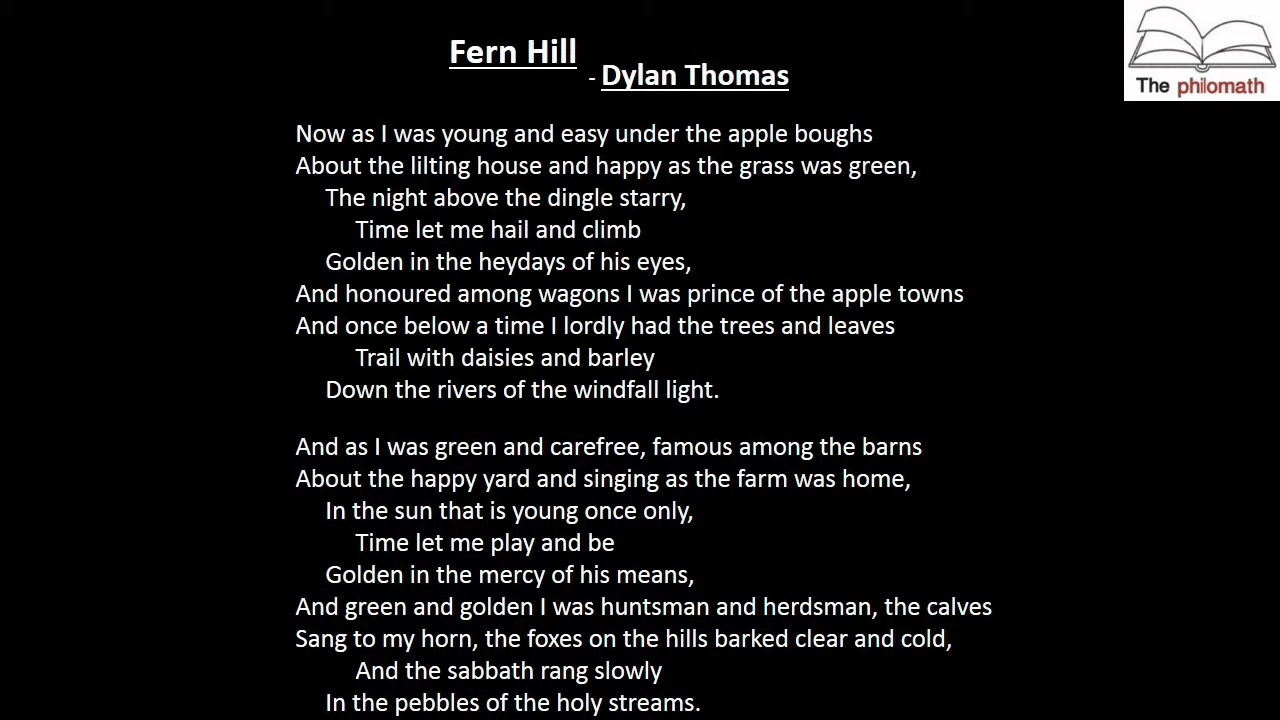 Fern Hill
- Dylan Thomas
The philomath
Now as I was young and easy under the apple boughs
About the lilting house and happy as the grass was green,
The night above the dingle starry,
Time let me hail and climb
Golden in the heydays of his eyes,
And honoured among wagons I was prince of the apple towns
And once below a time I lordly had the trees and leaves
Trail with daisies and barley
Down the rivers of the windfall light.
And as I was green and carefree, famous among the barns
About the happy yard and singing as the farm was home,
In the sun that is young once only,
Time let me play and be
Golden in the mercy of his means,
And green and golden I was huntsman and herdsman, the calves
Sang to my horn, the foxes on the hills barked clear and cold,
And the sabbath rang slowly
In the pebbles of the holy streams.